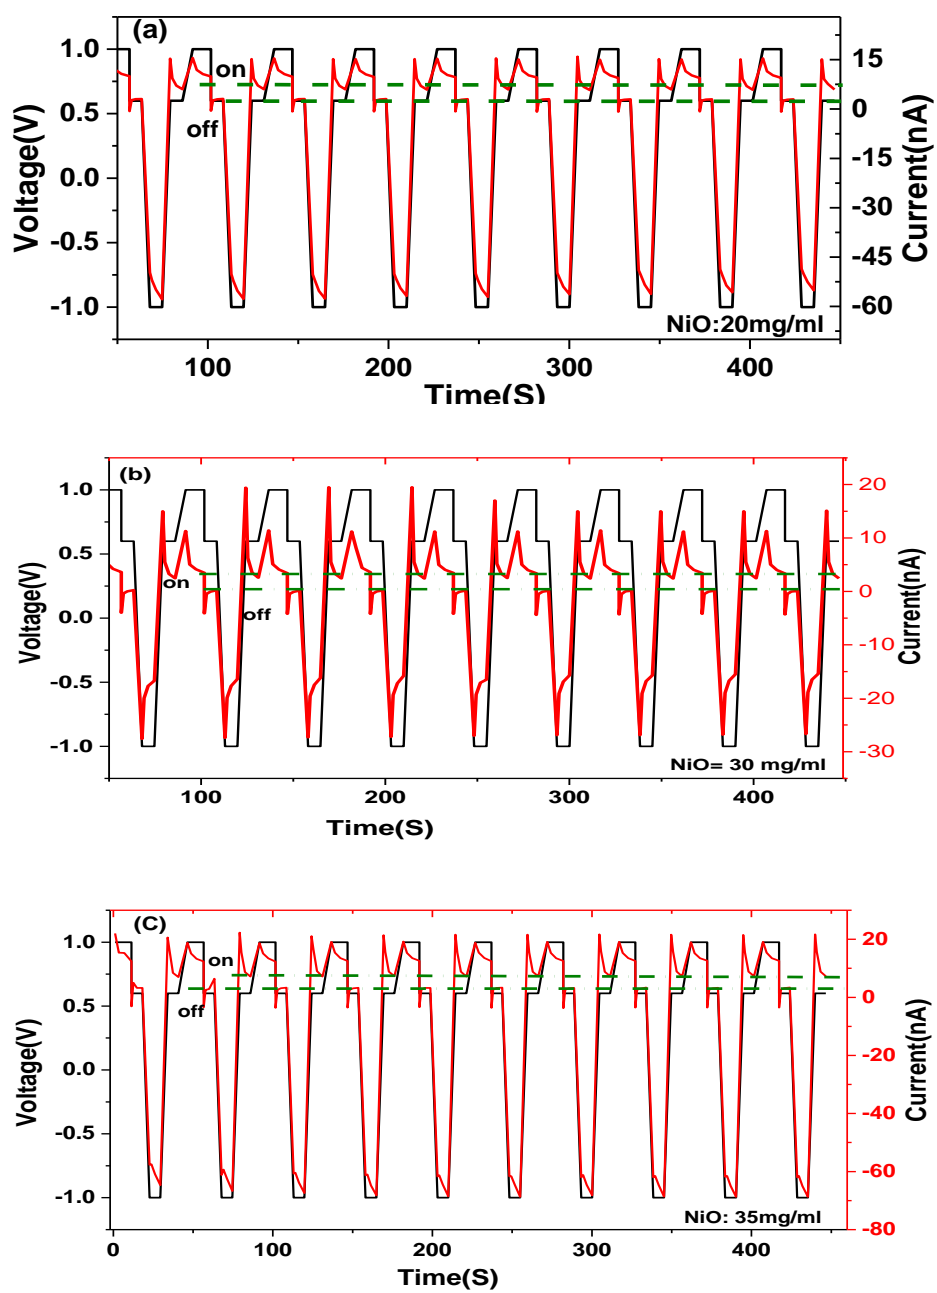 (a)
1.0
0.5
0.0
-0.5
-1.0
Voltage(V)
on
off
15
0
-15
-30
-45
-60
Current(nA)
NiO:20mg/ml
100 200 300 400
Time(S)
(b)
1.0
0.5
0.0
-0.5
-1.0
Voltage(V)
on
off
20
10
0
-10
-20
-30
Current(nA)
NiO= 30 mg/ml
100 200 300 400
Time(S)
(C)
1.0
0.5
0.0
-0.5
-1.0
Voltage(V)
on
off
20
0
-20
-40
-60
-80
Current(nA)
NiO: 35mg/ml
0 100 200 300 400
Time(S)